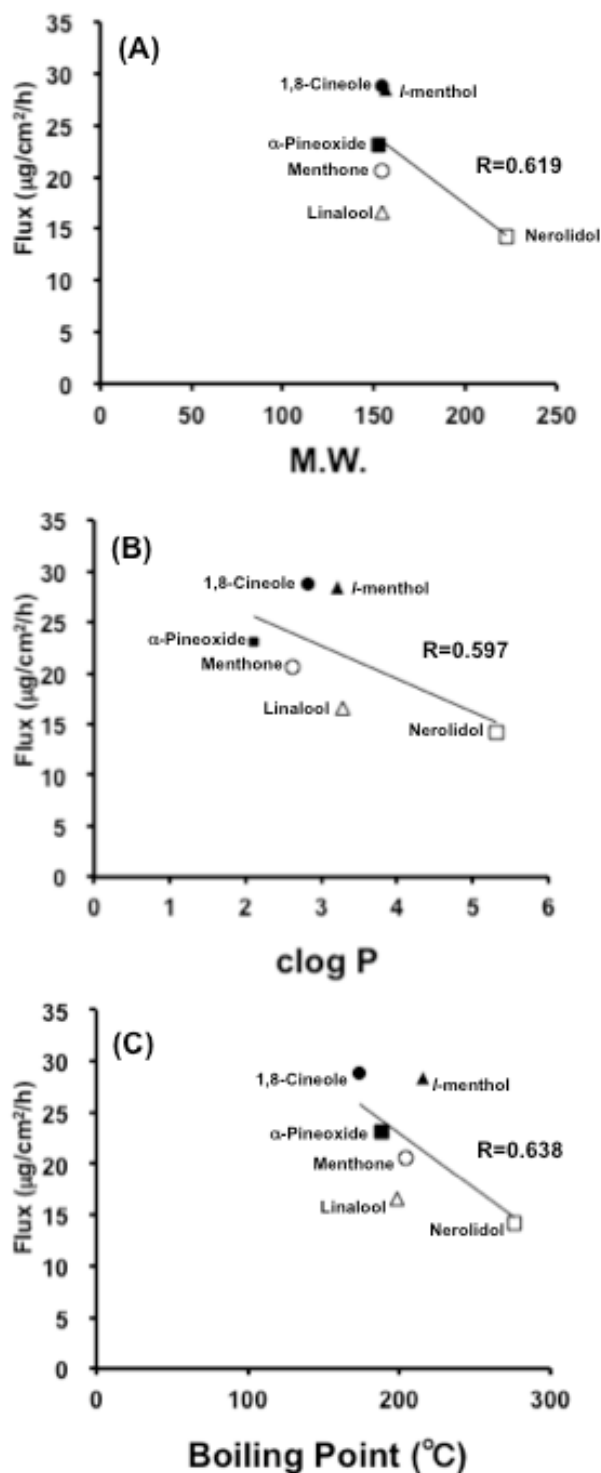 (A)
Flux (μg/cm²/h)
35
30
25
20
15
10
5
0
1,8-Cineole
l-menthol
α-Pineoxide
Menthone
Linalool
R=0.619
Nerolidol
0 50 100 150 200 250
M.W.
(B)
Flux (μg/cm²/h)
35
30
25
20
15
10
5
0
1,8-Cineole
l-menthol
α-Pineoxide
Menthone
R=0.597
Linalool
Nerolidol
0 1 2 3 4 5 6
clog P
(C)
Flux (μg/cm²/h)
35
30
25
20
15
10
5
0
1,8-Cineole
l-menthol
α-Pineoxide
Menthone
R=0.638
Linalool
Nerolidol
0 100 200 300
Boiling Point (°C)